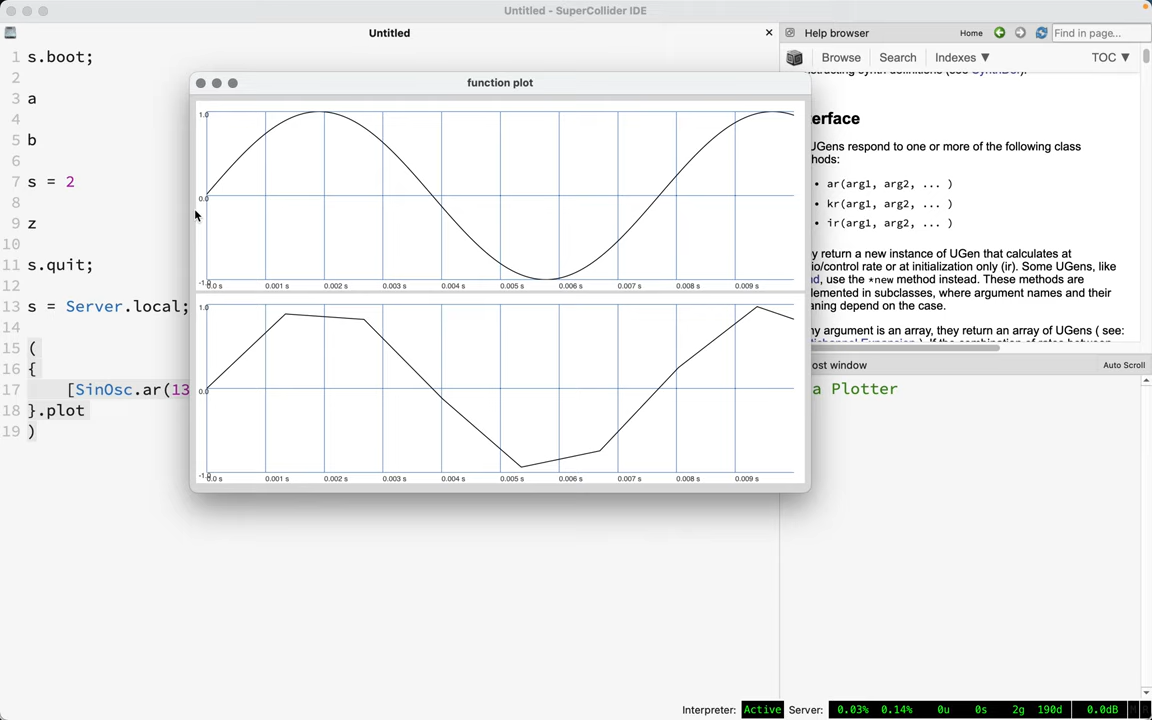 Untitled - SuperCollider IDE
Untitled
Help browser
Home
Find in page...
Browse
Search
Indexes ▼
TOC ▼
1 s.boot;
2
3 a
4
5 b
6
7 s = 2
8
9 z
10
11 s.quit;
12
13 s = Server.local;
14
15 (
16 {
17 [SinOsc.ar(13
18 }.plot
19 )
function plot
1.0
0.0
-1.0
0.0 s 0.001 s 0.002 s 0.003 s 0.004 s 0.005 s 0.006 s 0.007 s 0.008 s 0.009 s
1.0
0.0
-1.0
0.0 s 0.001 s 0.002 s 0.003 s 0.004 s 0.005 s 0.006 s 0.007 s 0.008 s 0.009 s
erface
UGens respond to one or more of the following class
hods:
• ar(arg1, arg2, ... )
• kr(arg1, arg2, ... )
• ir(arg1, arg2, ... )
y return a new instance of UGen that calculates at
io/control rate or at initialization only (ir). Some UGens, like
nd, use the *new method instead. These methods are
lemented in subclasses, where argument names and their
aning depend on the case.
ny argument is an array, they return an array of UGens ( see:
ost window
Auto Scroll
a Plotter
Interpreter: Active Server: 0.03% 0.14% 0u 0s 2g 190d 0.0dB M R